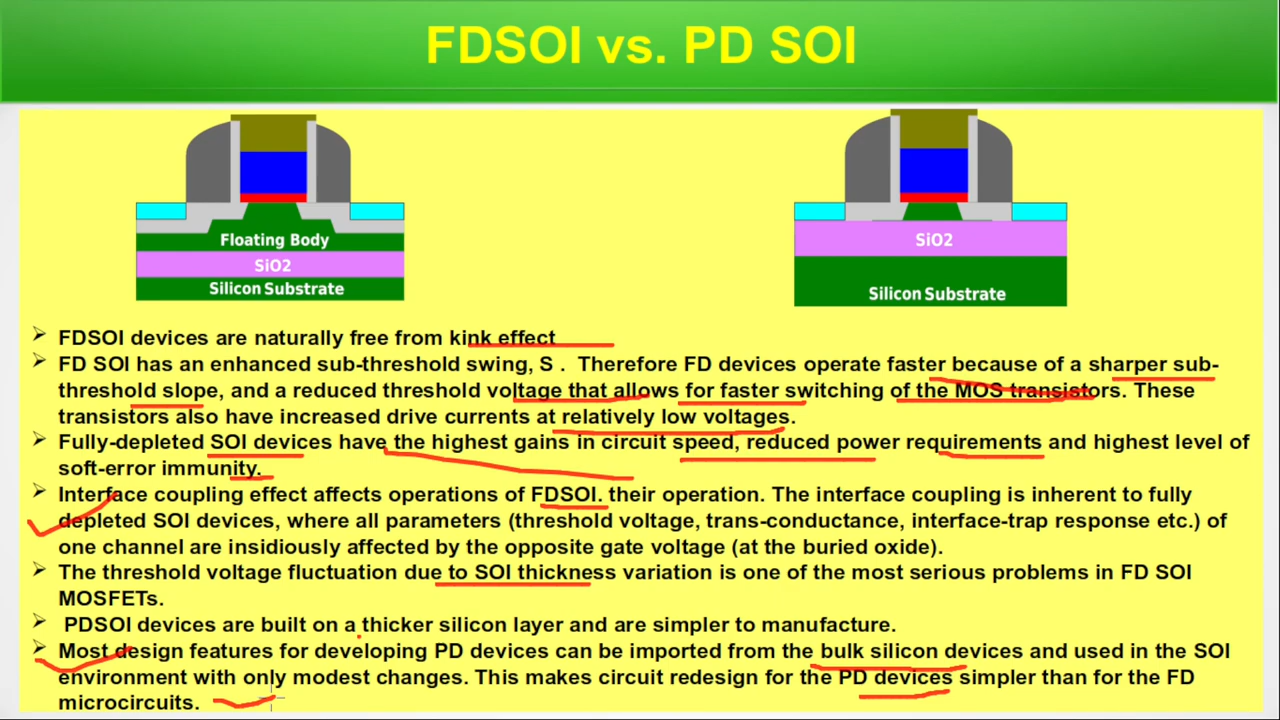 FDSOI vs. PD SOI
Floating Body
SiO2
Silicon Substrate
SiO2
Silicon Substrate
FDSOI devices are naturally free from kink effect
FD SOI has an enhanced sub-threshold swing, S . Therefore FD devices operate faster because of a sharper sub-
threshold slope, and a reduced threshold voltage that allows for faster switching of the MOS transistors. These
transistors also have increased drive currents at relatively low voltages.
Fully-depleted SOI devices have the highest gains in circuit speed, reduced power requirements and highest level of
soft-error immunity.
Interface coupling effect affects operations of FDSOI. their operation. The interface coupling is inherent to fully
depleted SOI devices, where all parameters (threshold voltage, trans-conductance, interface-trap response etc.) of
one channel are insidiously affected by the opposite gate voltage (at the buried oxide).
The threshold voltage fluctuation due to SOI thickness variation is one of the most serious problems in FD SOI
MOSFETs.
PDSOI devices are built on a thicker silicon layer and are simpler to manufacture.
Most design features for developing PD devices can be imported from the bulk silicon devices and used in the SOI
environment with only modest changes. This makes circuit redesign for the PD devices simpler than for the FD
microcircuits.